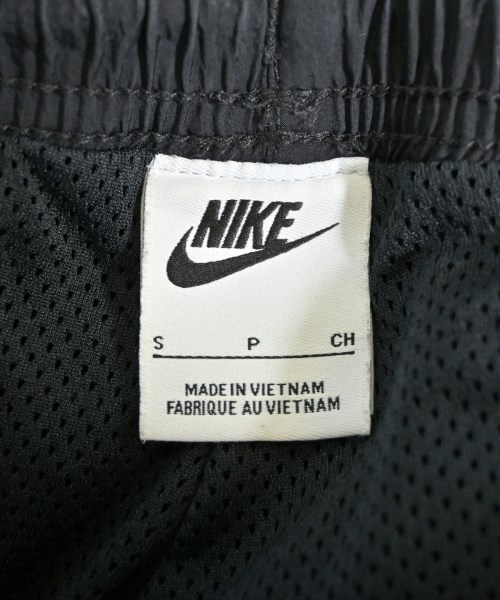 NIKE
S P CH
MADE IN VIETNAM
FABRIQUE AU VIETNAM